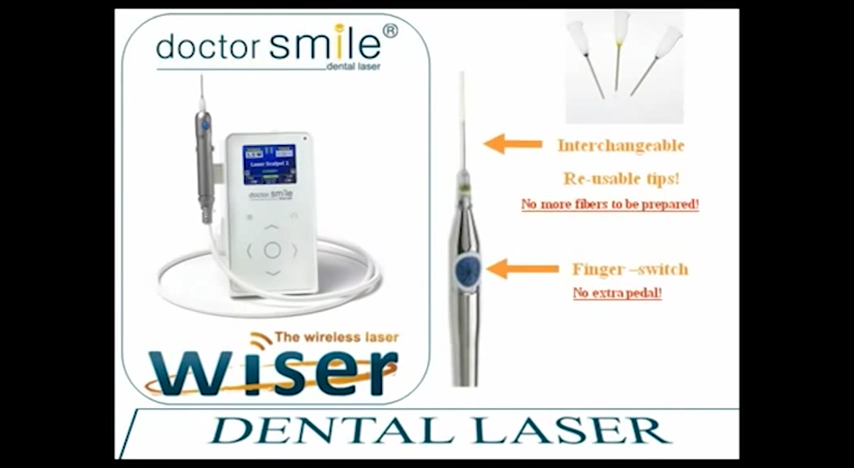 doctor smile®
dental laser
Laser Scalpel 1
doctor smile
The wireless laser
wiser
Interchangeable
Re-usable tips!
No more fibers to be prepared!
Finger –switch
No extra pedal!
DENTAL LASER